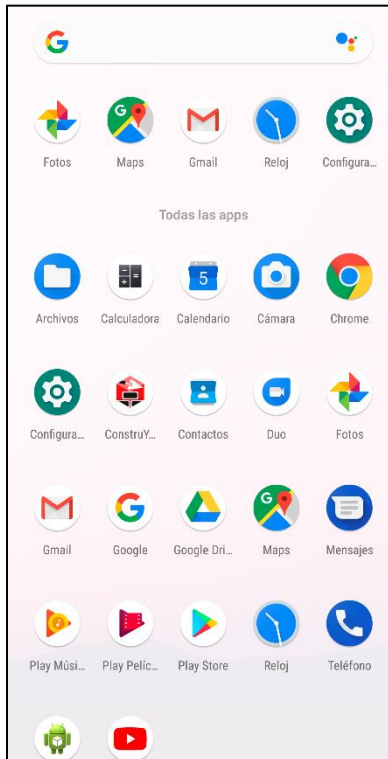 Fotos Maps Gmail Reloj Configura...
Todas las apps
5
Archivos Calculadora Calendario Cámara Chrome
Configura... ConstruY... Contactos Duo Fotos
Gmail Google Google Dri... Maps Mensajes
Play Músi... Play Pelíc... Play Store Reloj Teléfono